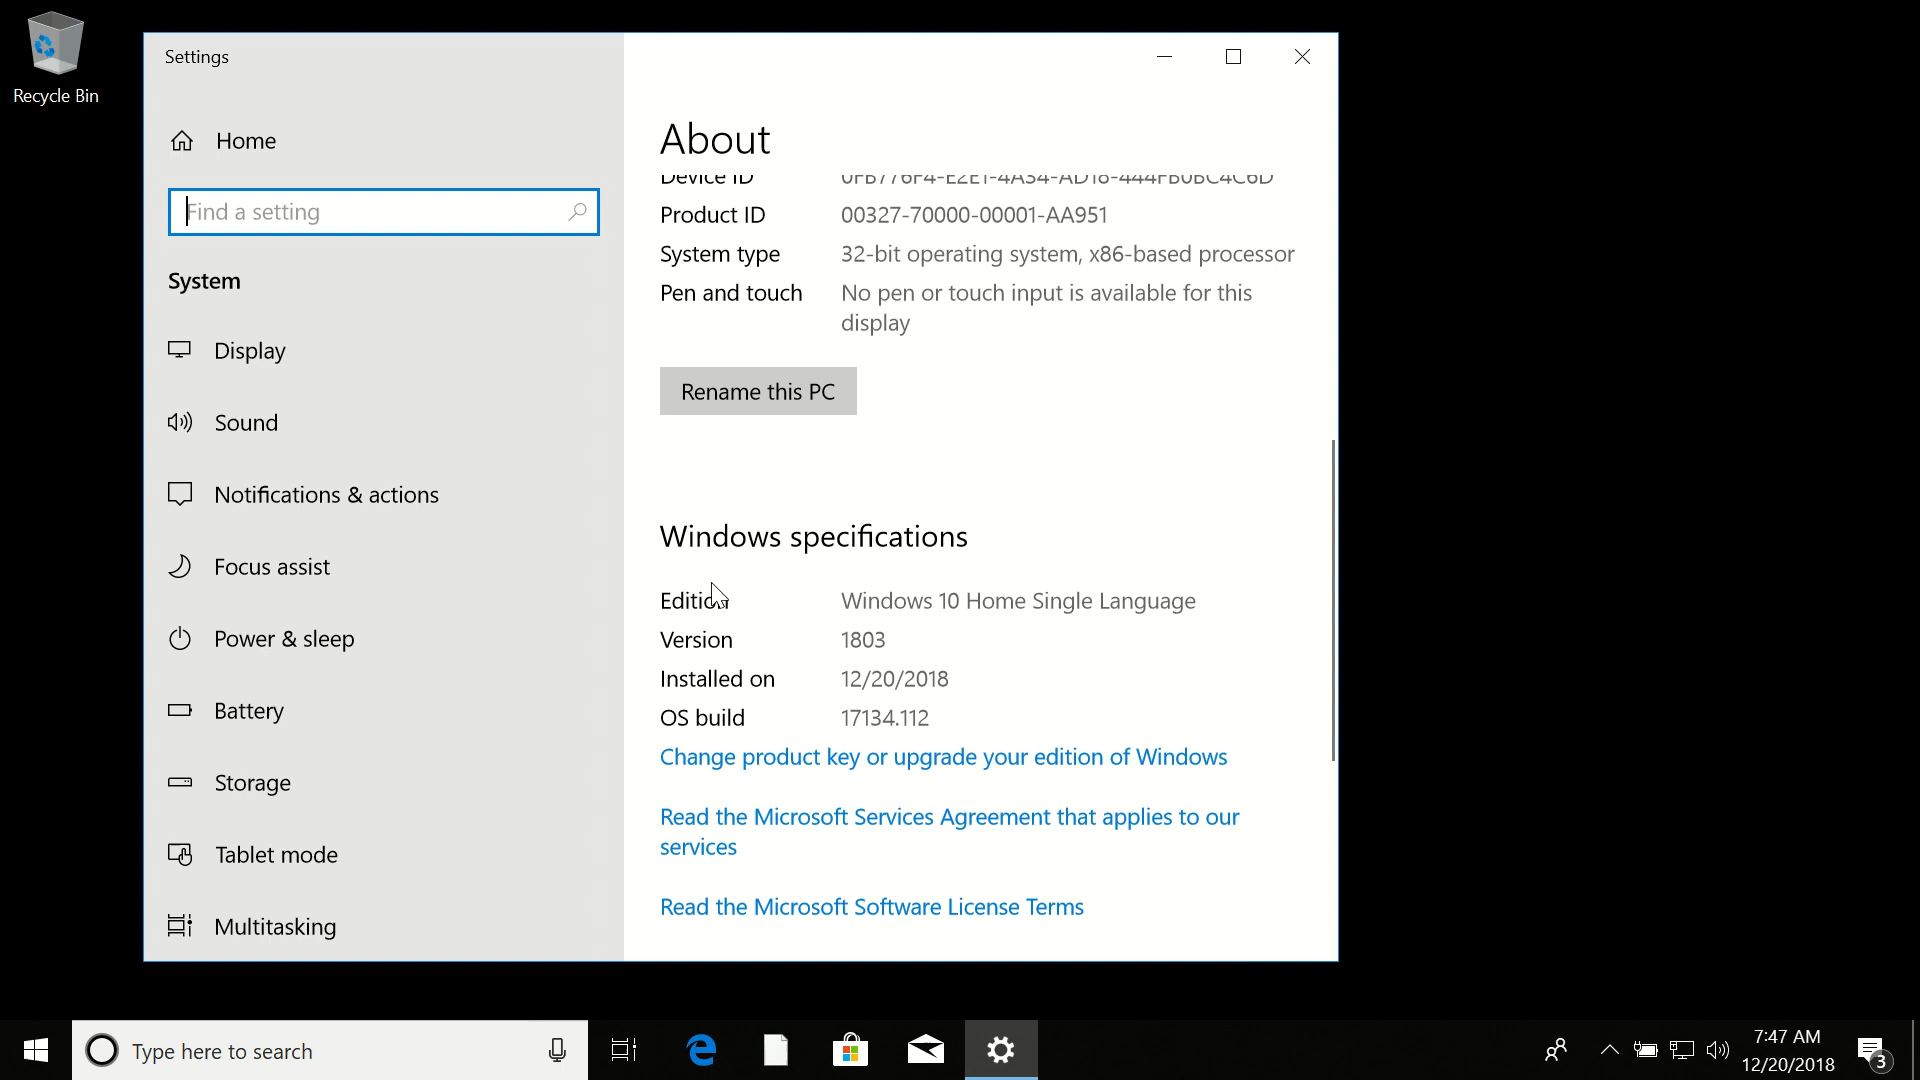 Recycle Bin
Settings
Home
Find a setting
System
Display
Sound
Notifications & actions
Focus assist
Power & sleep
Battery
Storage
Tablet mode
Multitasking
About
Device ID
Product ID 00327-70000-00001-AA951
System type 32-bit operating system, x86-based processor
Pen and touch No pen or touch input is available for this
display
Rename this PC
Windows specifications
Edition Windows 10 Home Single Language
Version 1803
Installed on 12/20/2018
OS build 17134.112
Change product key or upgrade your edition of Windows
Read the Microsoft Services Agreement that applies to our
services
Read the Microsoft Software License Terms
Type here to search
7:47 AM
12/20/2018
3